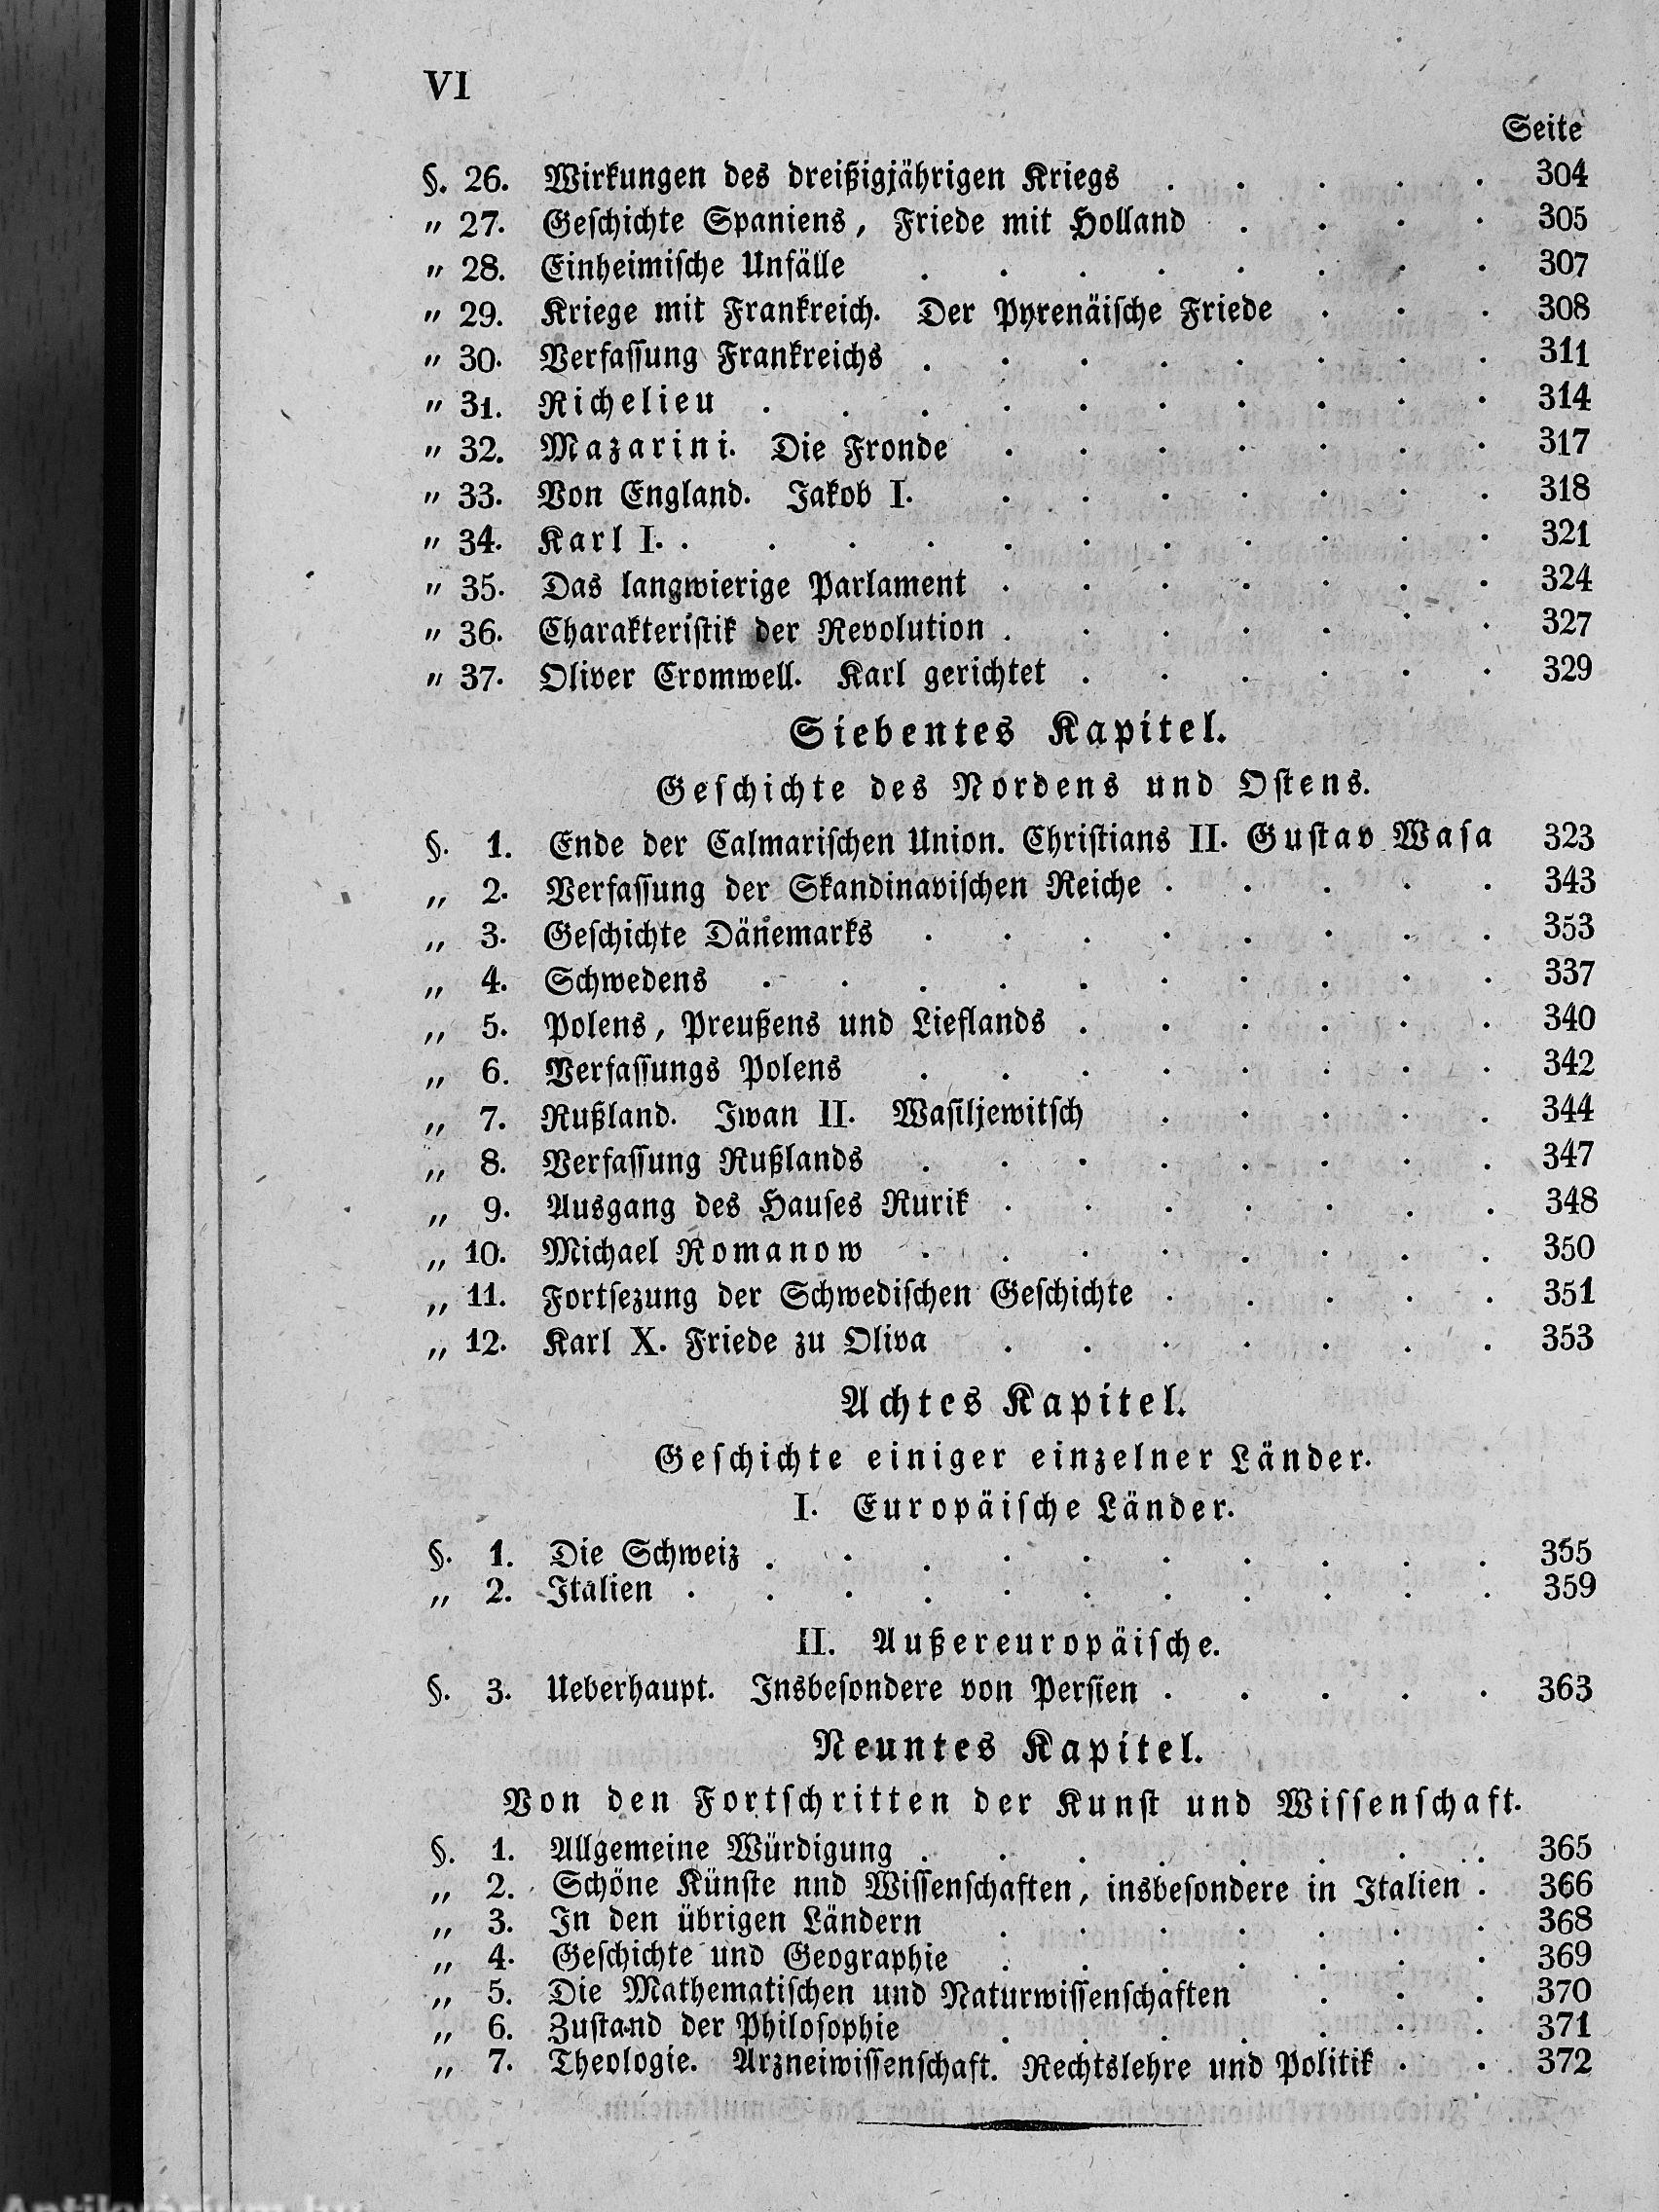 VI
Seite
§. 26. Wirkungen des dreißigjährigen Kriegs . . . . . 304
„ 27. Geſchichte Spaniens, Friede mit Holland . . . . 305
„ 28. Einheimiſche Unfälle . . . . . . . . 307
„ 29. Kriege mit Frankreich. Der Pyrenäiſche Friede . . . 308
„ 30. Verfaſſung Frankreichs . . . . . . . . 311
„ 31. Richelieu . . . . . . . . . . 314
„ 32. Mazarini. Die Fronde . . . . . . . 317
„ 33. Von England. Jakob I. . . . . . . . 318
„ 34. Karl I. . . . . . . . . . . . 321
„ 35. Das langwierige Parlament . . . . . . . 324
„ 36. Charakteriſtik der Revolution . . . . . . . 327
„ 37. Oliver Cromwell. Karl gerichtet . . . . . . 329
Siebentes Kapitel.
Geſchichte des Nordens und Oſtens.
§. 1. Ende der Calmariſchen Union. Chriſtians II. Guſtav Waſa 323
„ 2. Verfaſſung der Skandinaviſchen Reiche . . . . . 343
„ 3. Geſchichte Dänemarks . . . . . . . . 353
„ 4. Schwedens . . . . . . . . . . 337
„ 5. Polens, Preußens und Lieflands . . . . . . 340
„ 6. Verfaſſungs Polens . . . . . . . . 342
„ 7. Rußland. Iwan II. Waſiljewitſch . . . . . 344
„ 8. Verfaſſung Rußlands . . . . . . . . 347
„ 9. Ausgang des Hauſes Rurik . . . . . . . 348
„ 10. Michael Romanow . . . . . . . . 350
„ 11. Fortſezung der Schwediſchen Geſchichte . . . . . 351
„ 12. Karl X. Friede zu Oliva . . . . . . . 353
Achtes Kapitel.
Geſchichte einiger einzelner Länder.
I. Europäiſche Länder.
§. 1. Die Schweiz . . . . . . . . . . 355
„ 2. Italien . . . . . . . . . . . 359
II. Außereuropäiſche.
§. 3. Ueberhaupt. Insbeſondere von Perſien . . . . . 363
Neuntes Kapitel.
Von den Fortſchritten der Kunſt und Wiſſenſchaft.
§. 1. Allgemeine Würdigung . . . . . . . . 365
„ 2. Schöne Künſte nnd Wiſſenſchaften, insbeſondere in Italien . 366
„ 3. In den übrigen Ländern . . . . . . . 368
„ 4. Geſchichte und Geographie . . . . . . . 369
„ 5. Die Mathematiſchen und Naturwiſſenſchaften . . . 370
„ 6. Zuſtand der Philoſophie . . . . . . . 371
„ 7. Theologie. Arzneiwiſſenſchaft. Rechtslehre und Politik . . 372